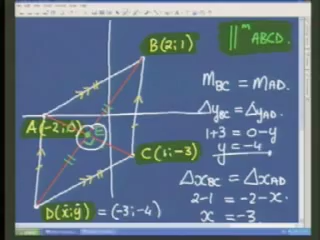 ||ᵐ ABCD.
B(2;1)
m_BC = m_AD.
Δy_BC = Δy_AD.
A(-2;0)
1+3 = 0-y
y = -4
C(1;-3)
Δx_BC = Δx_AD
2-1 = -2-x.
x = -3.
D(x;y) = (-3;-4)